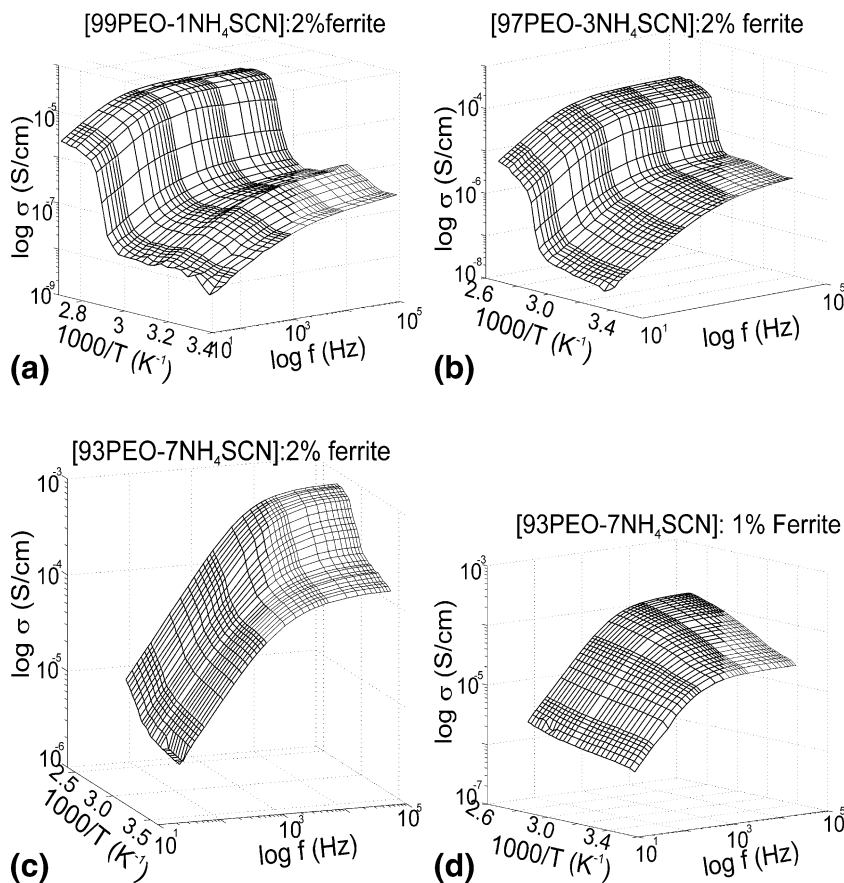 [99PEO-1NH₄SCN]:2%ferrite
[97PEO-3NH₄SCN]:2% ferrite
log σ (S/cm)
10⁻⁵
10⁻⁷
10⁻⁹
2.8
3
3.2
3.4
1000/T (K⁻¹)
10¹
10³
10⁵
log f (Hz)
(a)
log σ (S/cm)
10⁻⁴
10⁻⁶
10⁻⁸
2.6
3.0
3.4
1000/T (K⁻¹)
10¹
10⁵
log f (Hz)
(b)
[93PEO-7NH₄SCN]:2% ferrite
log σ (S/cm)
10⁻³
10⁻⁴
10⁻⁵
10⁻⁶
2.5
3.0
3.5
1000/T (K⁻¹)
10¹
10³
10⁵
log f (Hz)
(c)
[93PEO-7NH₄SCN]: 1% Ferrite
log σ (S/cm)
10⁻³
10⁻⁵
10⁻⁷
2.6
3.0
3.4
1000/T (K⁻¹)
10¹
10³
10⁵
log f (Hz)
(d)